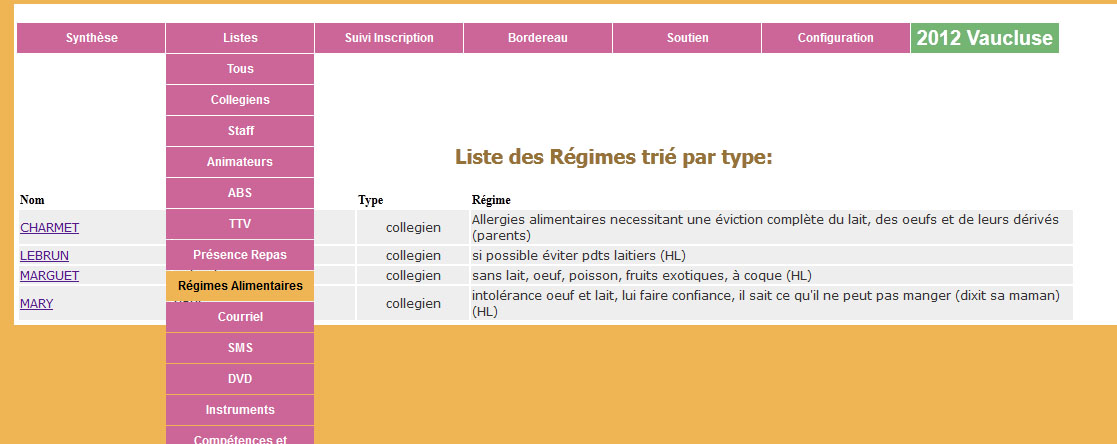 Synthèse Listes Suivi Inscription Bordereau Soutien Configuration 2012 Vaucluse
Tous
Collegiens
Staff
Animateurs
ABS
TTV
Présence Repas
Régimes Alimentaires
Courriel
SMS
DVD
Instruments
Compétences et
Liste des Régimes trié par type:
Nom Type Régime
CHARMET collegien Allergies alimentaires necessitant une éviction complète du lait, des oeufs et de leurs dérivés
(parents)
LEBRUN collegien si possible éviter pdts laitiers (HL)
MARGUET collegien sans lait, oeuf, poisson, fruits exotiques, à coque (HL)
MARY collegien intolérance oeuf et lait, lui faire confiance, il sait ce qu'il ne peut pas manger (dixit sa maman)
(HL)